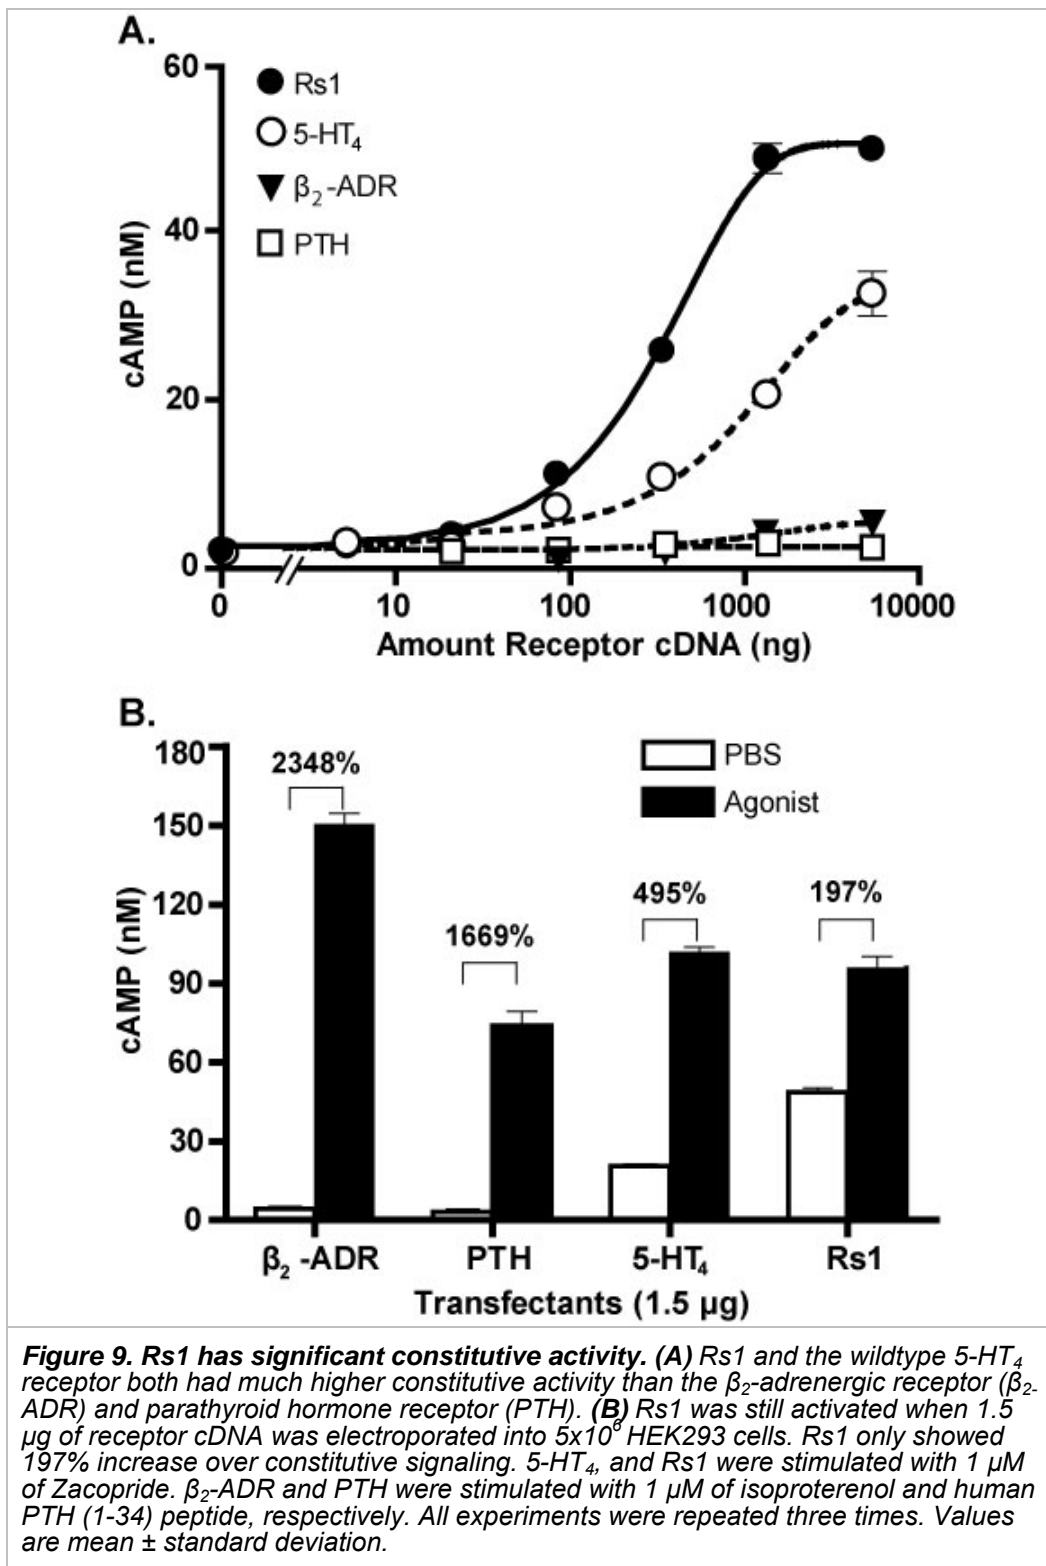 A.
60
Rs1
5-HT₄
β₂-ADR
40
PTH
cAMP (nM)
20
0
0 10 100 1000 10000
Amount Receptor cDNA (ng)
B.
180
PBS
2348%
Agonist
150
120
495% 197%
1669%
cAMP (nM)
90
60
30
0
β₂ -ADR PTH 5-HT₄ Rs1
Transfectants (1.5 µg)
Figure 9. Rs1 has significant constitutive activity. (A) Rs1 and the wildtype 5-HT₄
receptor both had much higher constitutive activity than the β₂-adrenergic receptor (β₂-
ADR) and parathyroid hormone receptor (PTH). (B) Rs1 was still activated when 1.5
µg of receptor cDNA was electroporated into 5x10⁶ HEK293 cells. Rs1 only showed
197% increase over constitutive signaling. 5-HT₄, and Rs1 were stimulated with 1 µM
of Zacopride. β₂-ADR and PTH were stimulated with 1 µM of isoproterenol and human
PTH (1-34) peptide, respectively. All experiments were repeated three times. Values
are mean ± standard deviation.